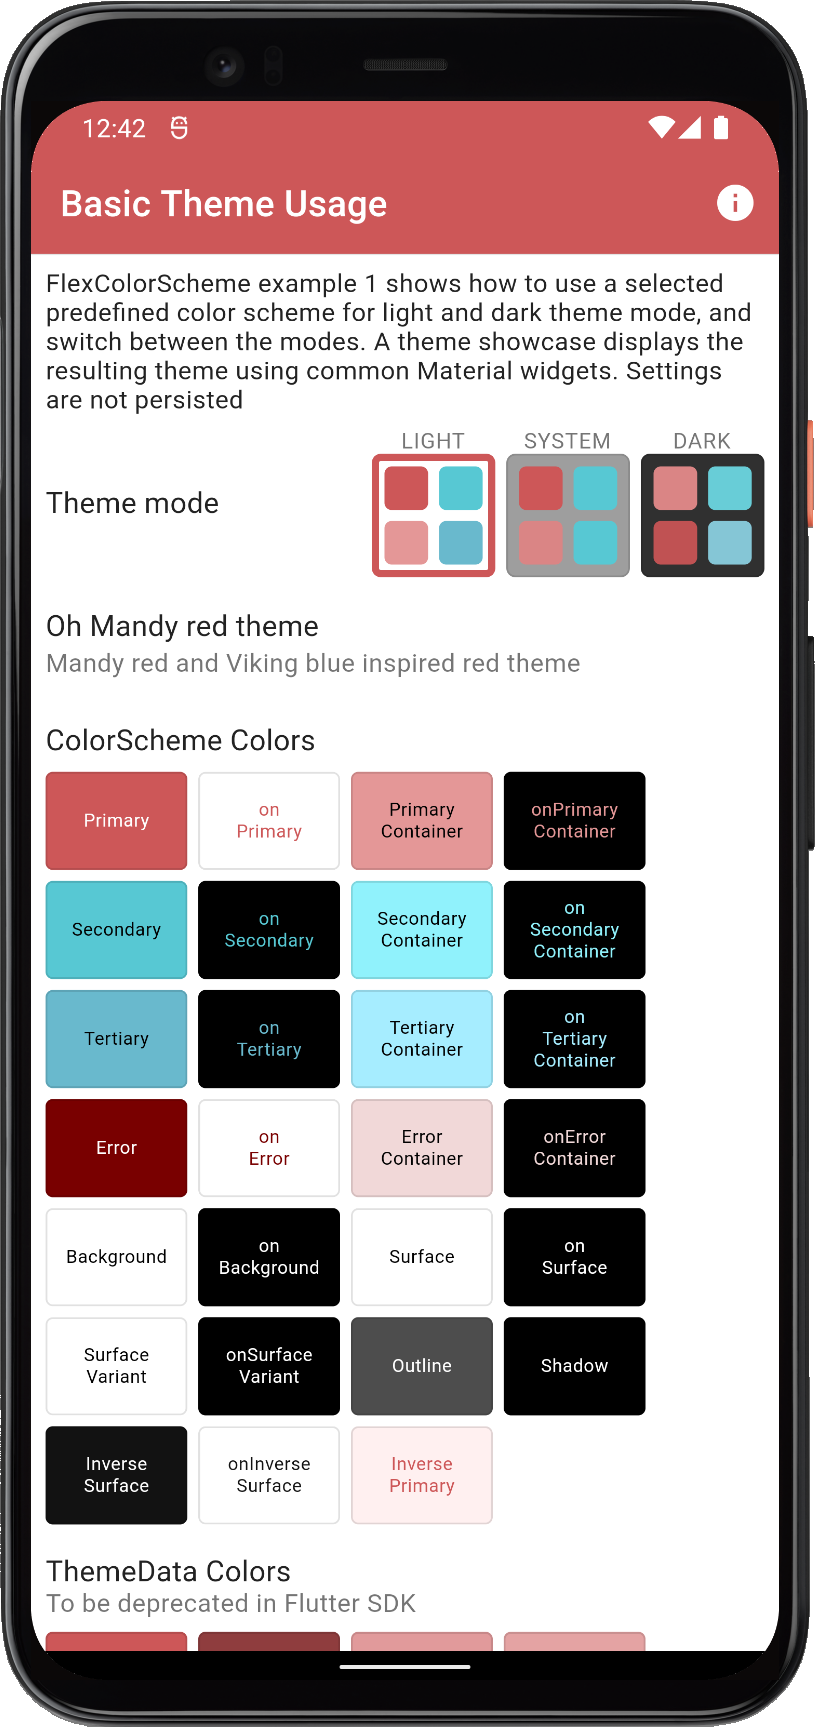 12:42
Basic Theme Usage
FlexColorScheme example 1 shows how to use a selected
predefined color scheme for light and dark theme mode, and
switch between the modes. A theme showcase displays the
resulting theme using common Material widgets. Settings
are not persisted
LIGHT SYSTEM DARK
Theme mode
Oh Mandy red theme
Mandy red and Viking blue inspired red theme
ColorScheme Colors
Primary
on
Primary
Primary
Container
onPrimary
Container
Secondary
on
Secondary
Secondary
Container
on
Secondary
Container
Tertiary
on
Tertiary
Tertiary
Container
on
Tertiary
Container
Error
on
Error
Error
Container
onError
Container
Background
on
Background
Surface
on
Surface
Surface
Variant
onSurface
Variant
Outline
Shadow
Inverse
Surface
onInverse
Surface
Inverse
Primary
ThemeData Colors
To be deprecated in Flutter SDK